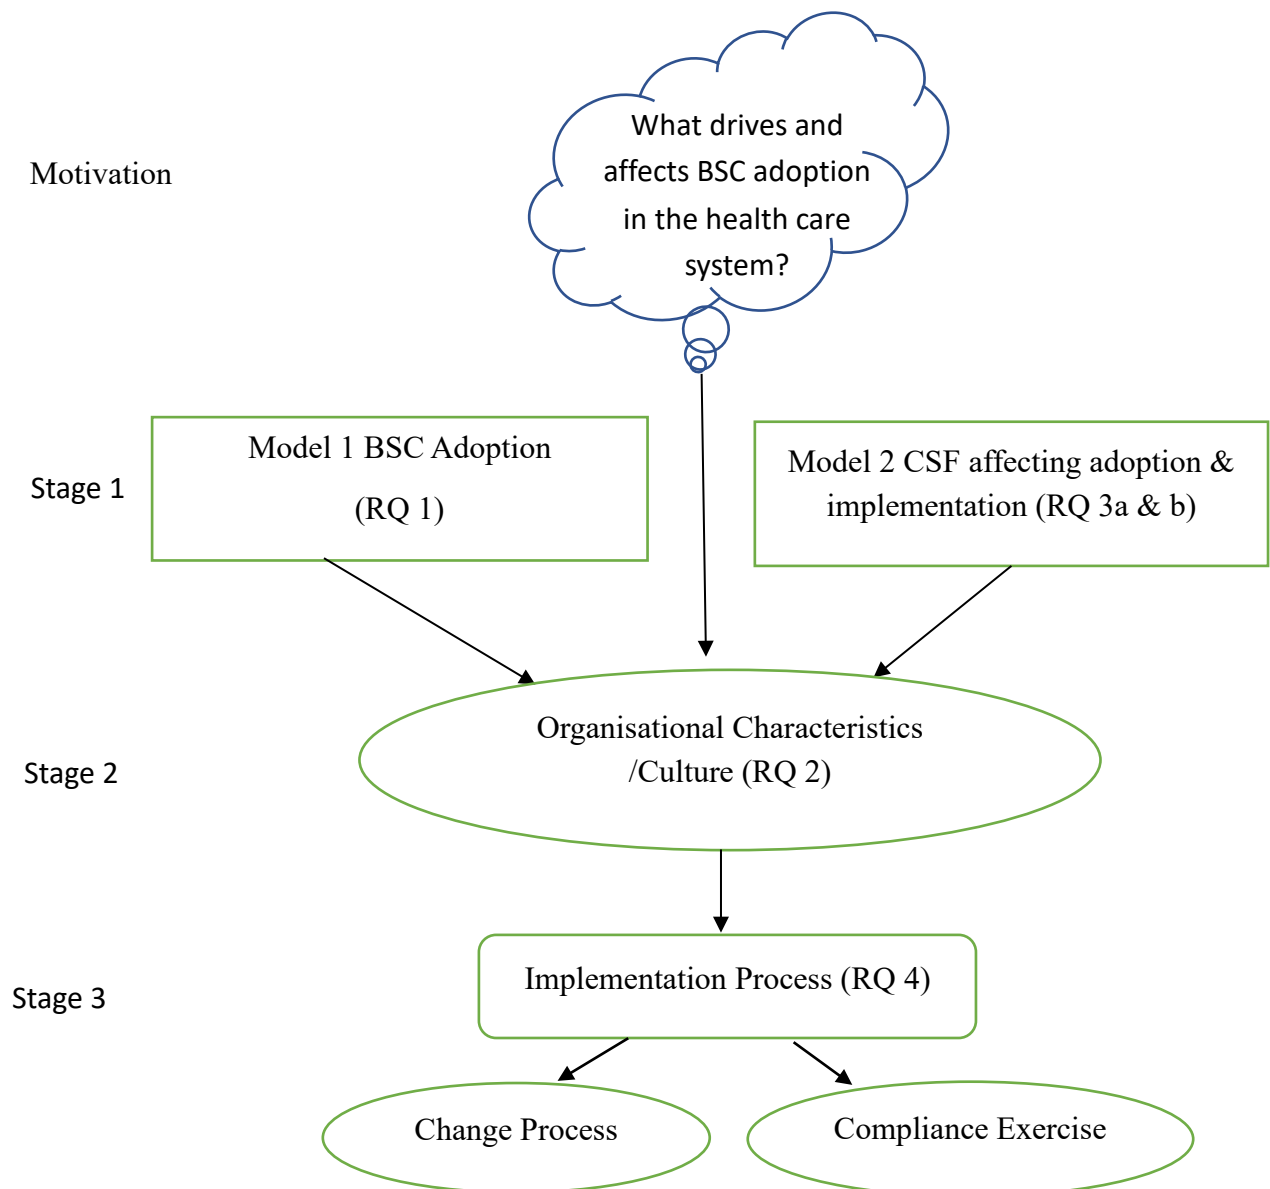 What drives and
affects BSC adoption
in the health care
system?
Motivation
Model 1 BSC Adoption
(RQ 1)
Model 2 CSF affecting adoption &
implementation (RQ 3a & b)
Stage 1
Organisational Characteristics
/Culture (RQ 2)
Stage 2
Implementation Process (RQ 4)
Stage 3
Change Process
Compliance Exercise